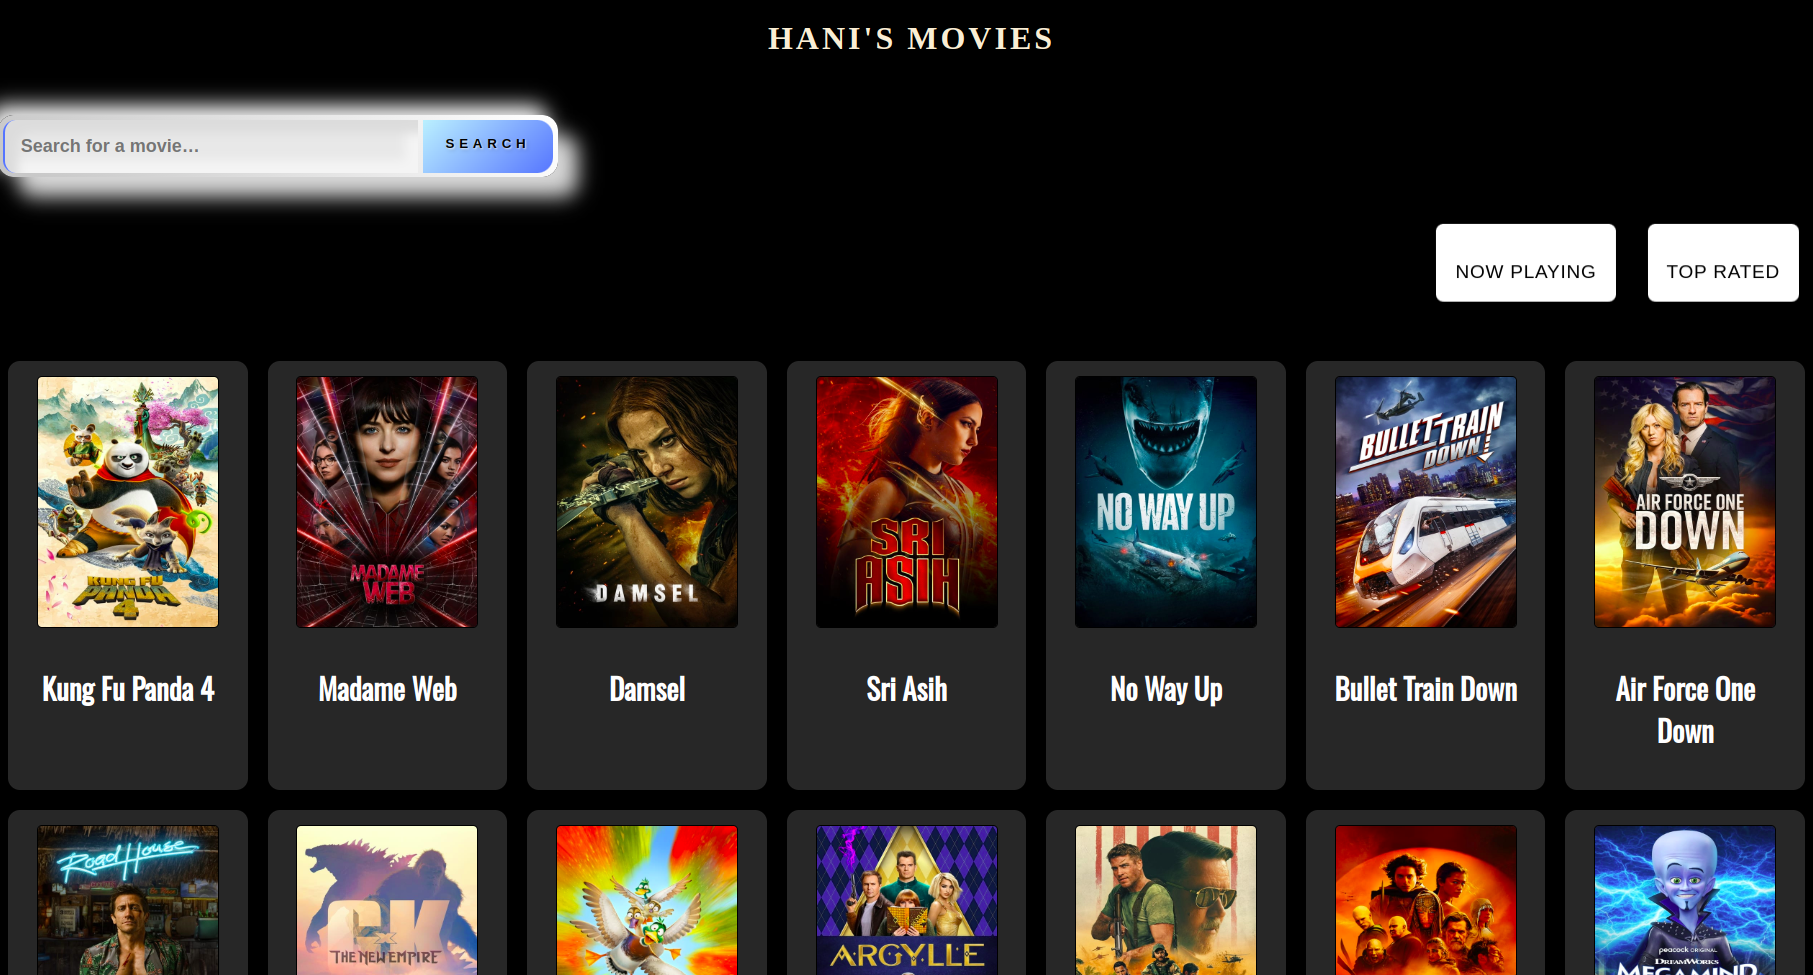 HANI'S MOVIES
Search for a movie...
SEARCH
NOW PLAYING
TOP RATED
KUNG FU
PANDA
4
MADAME
WEB
DAMSEL
SRI
ASIH
NO WAY UP
BULLET TRAIN
DOWN!
AIR FORCE ONE
DOWN
Kung Fu Panda 4
Madame Web
Damsel
Sri Asih
No Way Up
Bullet Train Down
Air Force One
Down
Road House
GXK
THE NEW EMPIRE
ARGYLLE
peacock ORIGINAL
DREAMWORKS
MEGAMIND